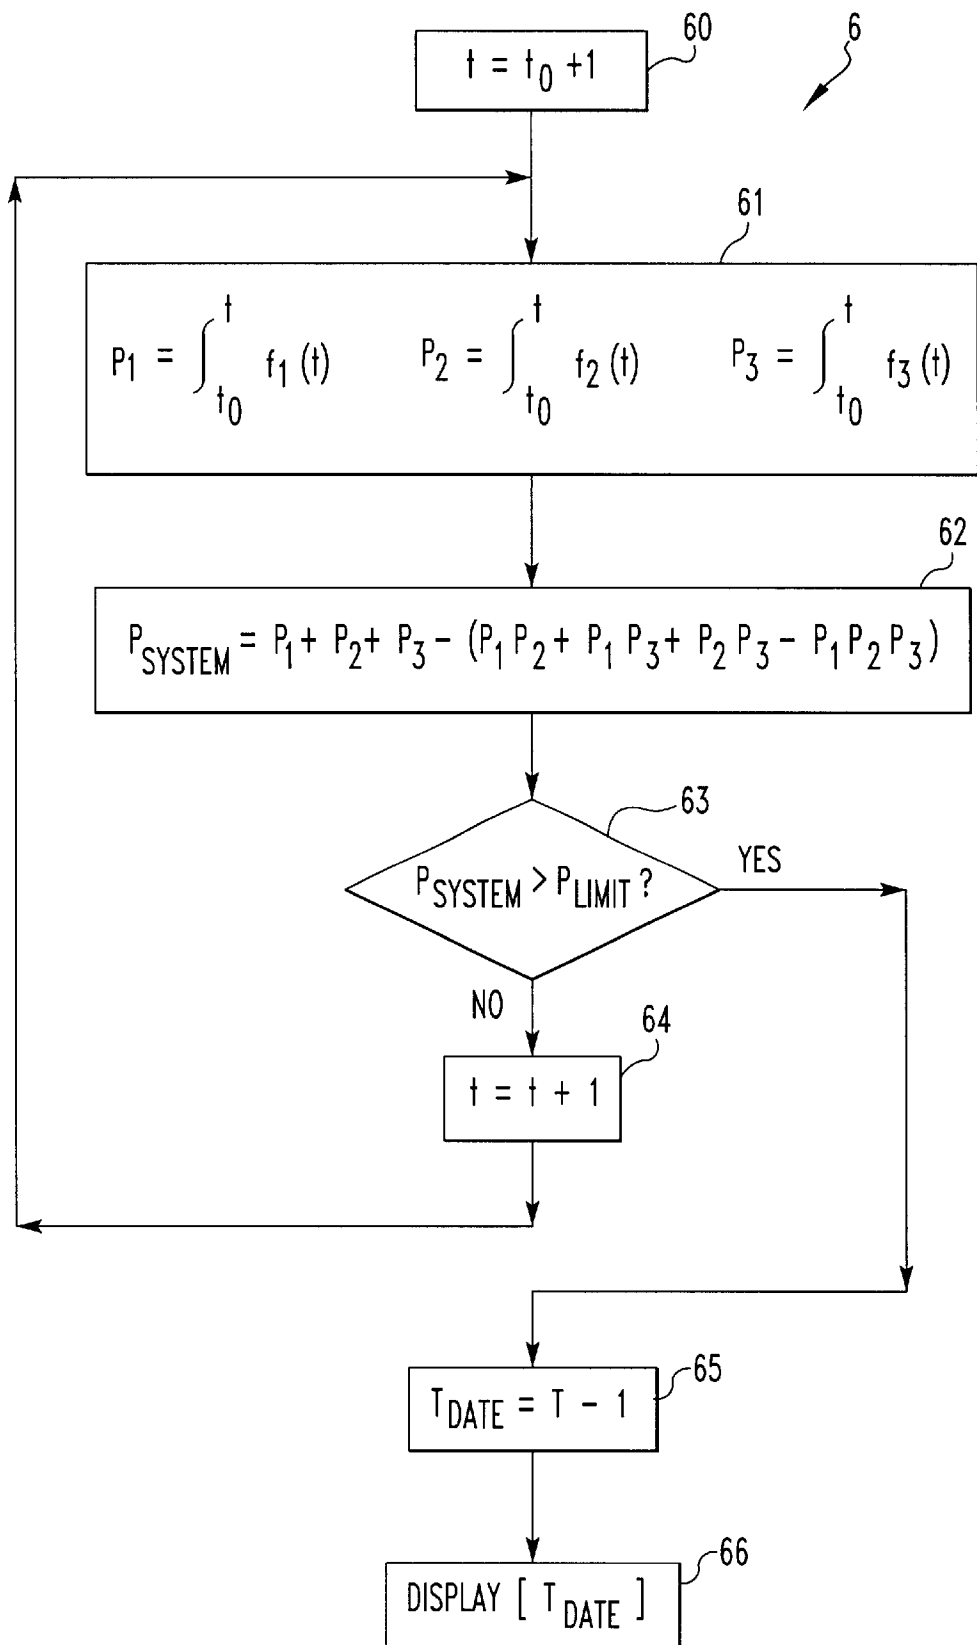 60
6
t = t0 + 1
61
P1 = ∫t0t f1 (t) P2 = ∫t0t f2 (t) P3 = ∫t0t f3 (t)
62
PSYSTEM = P1 + P2 + P3 - (P1 P2 + P1 P3 + P2 P3 - P1 P2 P3)
63
PSYSTEM > PLIMIT ?
YES
NO
64
t = t + 1
65
TDATE = T - 1
66
DISPLAY [ TDATE ]